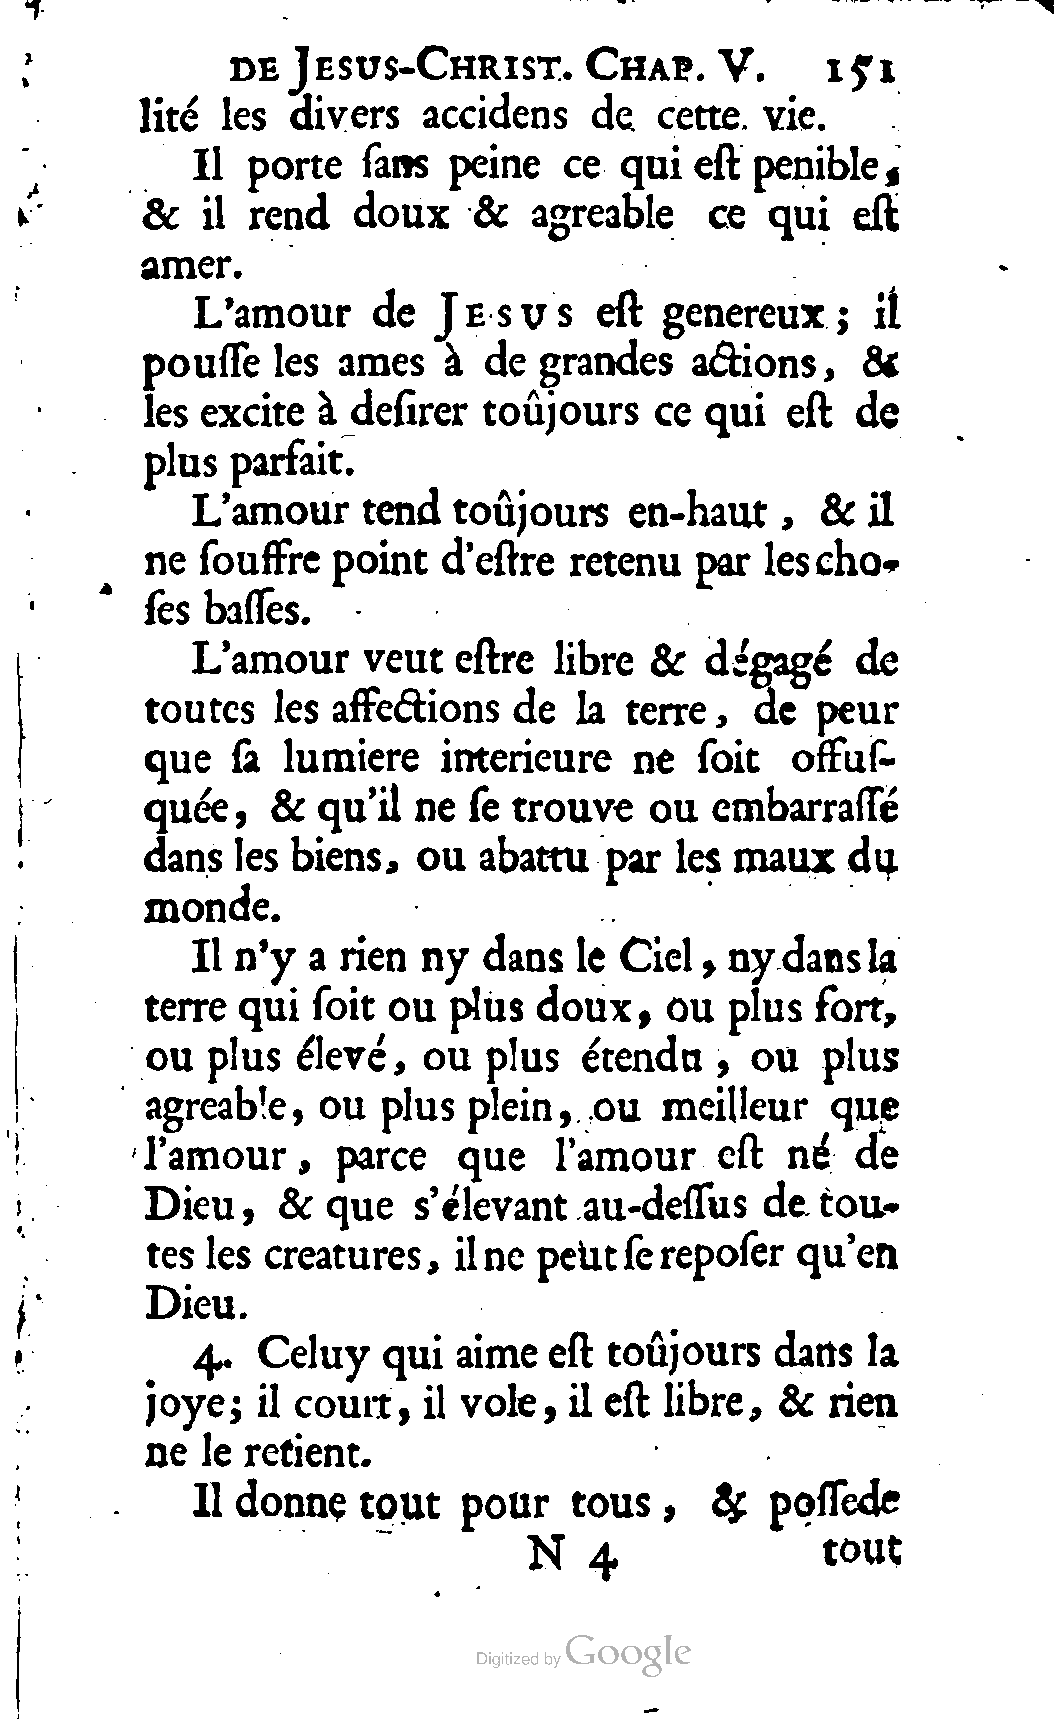 DE JESUS-CHRIST. CHAP. V. 151
lité les divers accidens de cette vie.
Il porte ſans peine ce qui eſt penible,
& il rend doux & agreable ce qui eſt
amer.
L'amour de JESUS eſt genereux; il
pouſſe les ames à de grandes actions, &
les excite à deſirer toûjours ce qui eſt de
plus parfait.
L'amour tend toûjours en-haut, & il
ne ſouffre point d'eſtre retenu par les cho-
ſes baſſes.
L'amour veut eſtre libre & dégagé de
toutes les affections de la terre, de peur
que ſa lumiere interieure ne ſoit offuſ-
quée, & qu'il ne ſe trouve ou embarraſſé
dans les biens, ou abattu par les maux du
monde.
Il n'y a rien ny dans le Ciel, ny dans la
terre qui ſoit ou plus doux, ou plus fort,
ou plus élevé, ou plus étendu, ou plus
agreable, ou plus plein, ou meilleur que
l'amour, parce que l'amour eſt né de
Dieu, & que s'élevant au-deſſus de tou-
tes les creatures, il ne peut ſe repoſer qu'en
Dieu.
4. Celuy qui aime eſt toûjours dans la
joye; il court, il vole, il eſt libre, & rien
ne le retient.
Il donne tout pour tous, & poſſede
N 4 tout
Digitized by Google